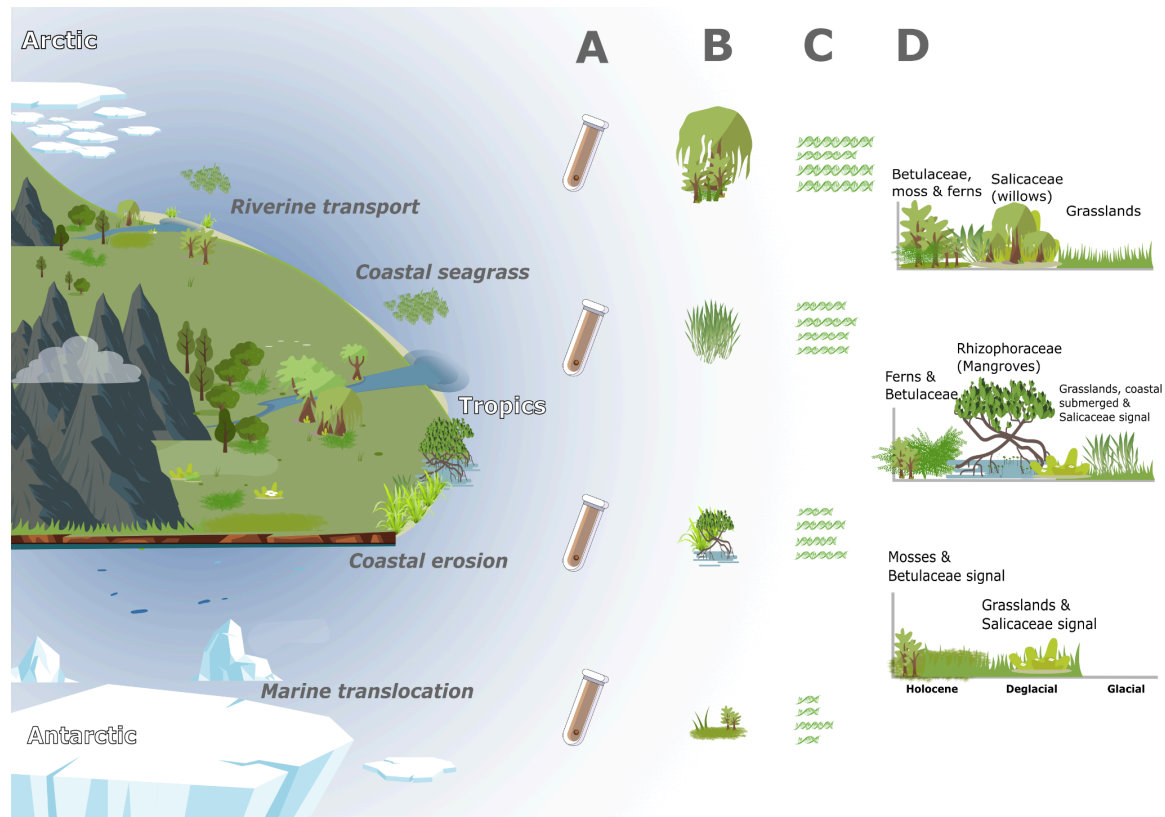 Arctic
A
B
C
D
Riverine transport
Coastal seagrass
Tropics
Coastal erosion
Marine translocation
Antarctic
Betulaceae,
moss & ferns
Salicaceae
(willows)
Grasslands
Rhizophoraceae
(Mangroves)
Ferns &
Betulaceae
Grasslands, coastal
submerged &
Salicaceae signal
Mosses &
Betulaceae signal
Grasslands &
Salicaceae signal
Holocene
Deglacial
Glacial